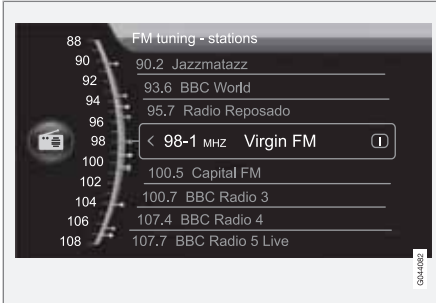 FM tuning - stations
88
90
92
94
96
98
100
102
104
106
108
90.2 Jazzmatazz
93.6 BBC World
95.7 Radio Reposado
< 98-1 MHZ Virgin FM I
100.5 Capital FM
100.7 BBC Radio 3
107.4 BBC Radio 4
107.7 BBC Radio 5 Live
G044082